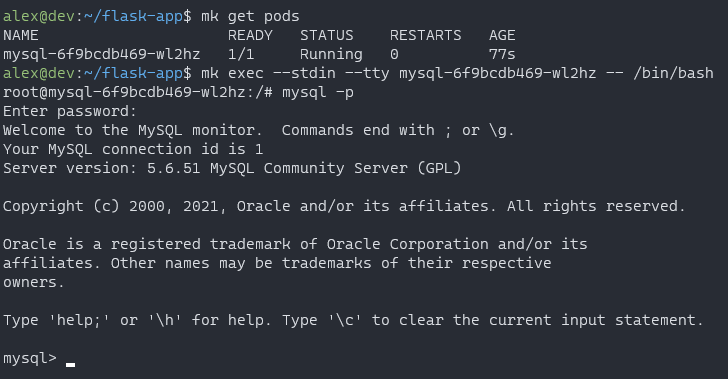 alex@dev:~/flask-app$ mk get pods
NAME                     READY   STATUS    RESTARTS   AGE
mysql-6f9bcdb469-wl2hz   1/1     Running   0          77s
alex@dev:~/flask-app$ mk exec --stdin --tty mysql-6f9bcdb469-wl2hz -- /bin/bash
root@mysql-6f9bcdb469-wl2hz:/# mysql -p
Enter password:
Welcome to the MySQL monitor.  Commands end with ; or \g.
Your MySQL connection id is 1
Server version: 5.6.51 MySQL Community Server (GPL)

Copyright (c) 2000, 2021, Oracle and/or its affiliates. All rights reserved.

Oracle is a registered trademark of Oracle Corporation and/or its
affiliates. Other names may be trademarks of their respective
owners.

Type 'help;' or '\h' for help. Type '\c' to clear the current input statement.

mysql>